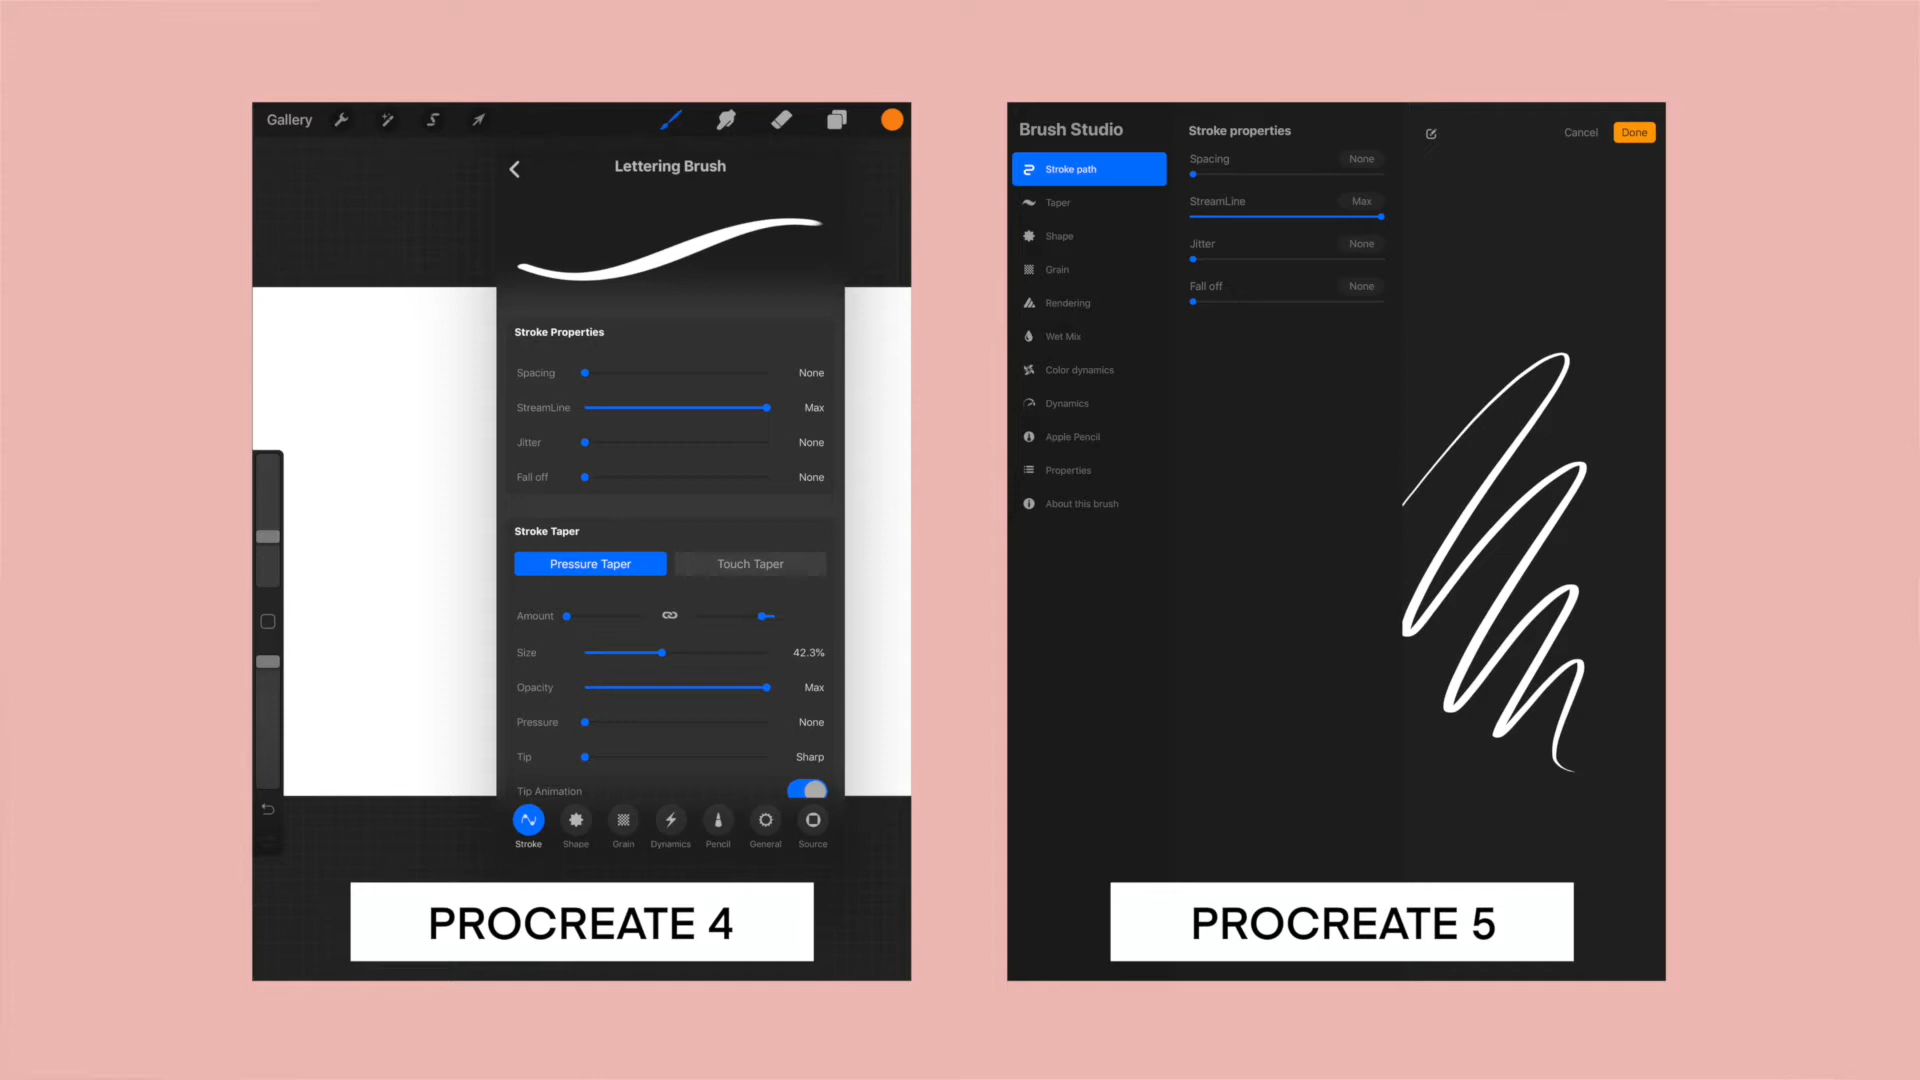 Gallery
Lettering Brush
Stroke Properties
Spacing None
StreamLine Max
Jitter None
Fall off None
Stroke Taper
Pressure Taper Touch Taper
Amount
Size 42.3%
Opacity Max
Pressure None
Tip Sharp
Tip Animation
Stroke Shape Grain Dynamics Pencil General Source
PROCREATE 4
Brush Studio
Stroke path
Taper
Shape
Grain
Rendering
Wet Mix
Color dynamics
Dynamics
Apple Pencil
Properties
About this brush
Stroke properties
Spacing None
StreamLine Max
Jitter None
Fall off None
Cancel Done
PROCREATE 5